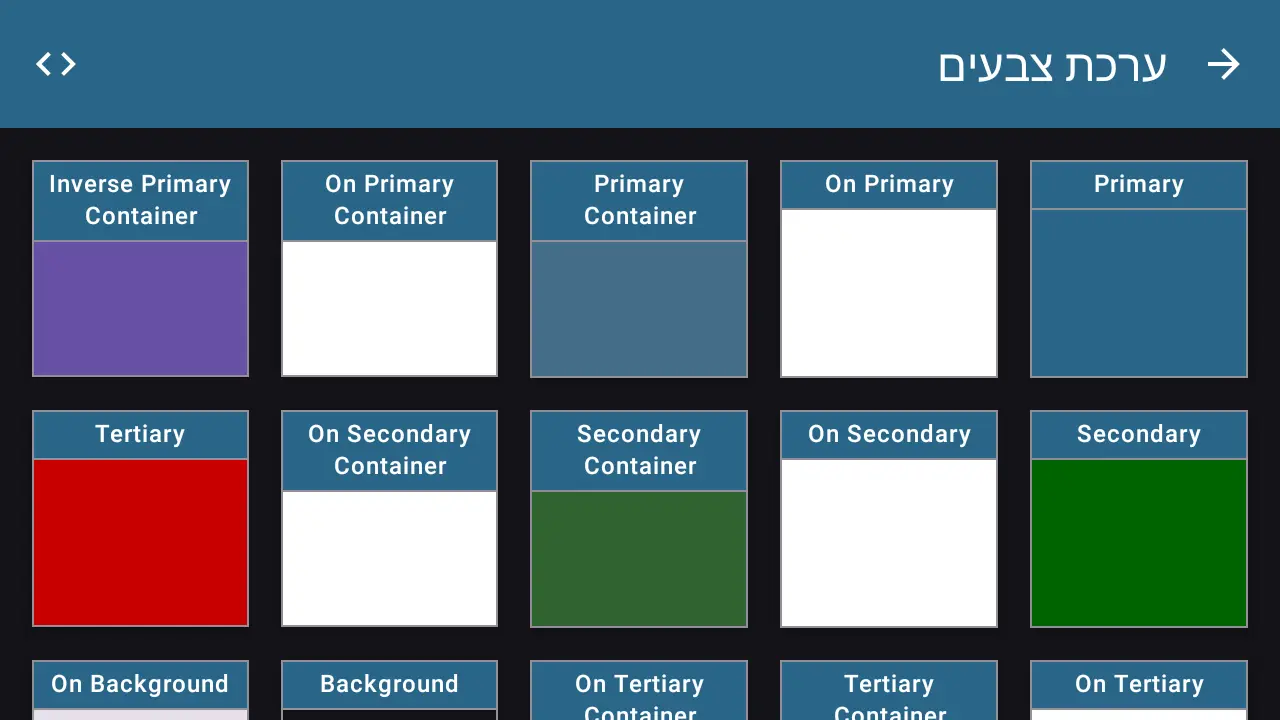 ערכת צבעים
Primary
On Primary
Primary
Container
On Primary
Container
Inverse Primary
Container
Secondary
On Secondary
Secondary
Container
On Secondary
Container
Tertiary
On Tertiary
Tertiary
Container
On Tertiary
Container
Background
On Background